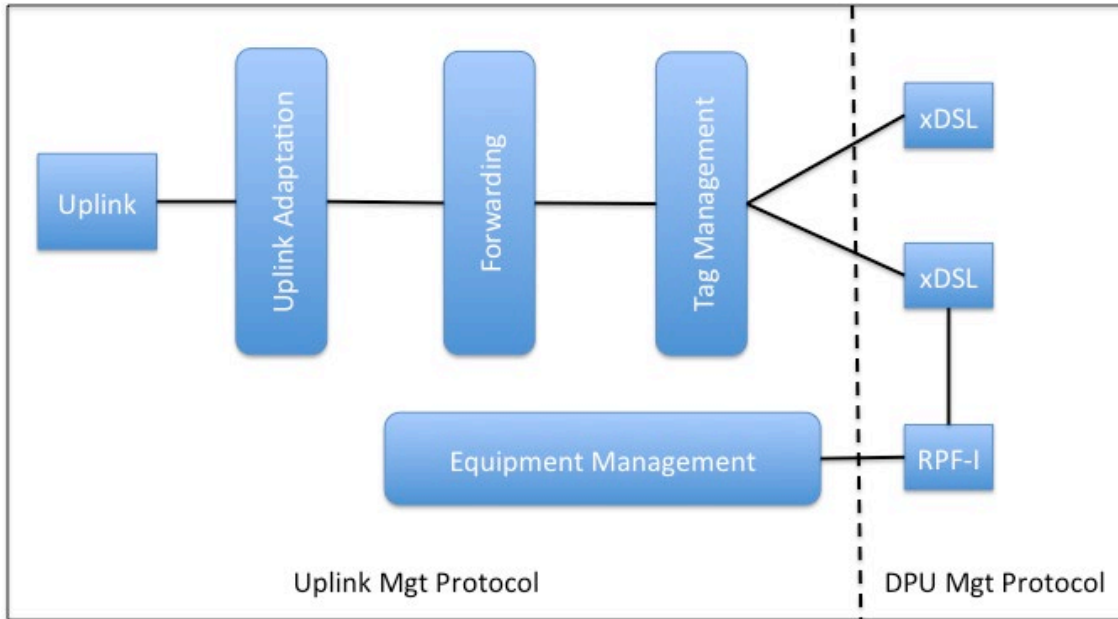 Uplink
Uplink Adaptation
Forwarding
Tag Management
xDSL
xDSL
Equipment Management
RPF-I
Uplink Mgt Protocol
DPU Mgt Protocol